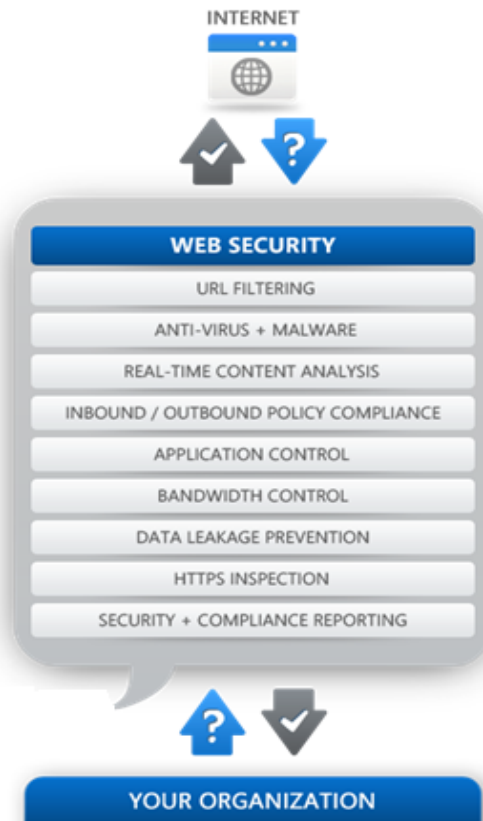 INTERNET
?
WEB SECURITY
URL FILTERING
ANTI-VIRUS + MALWARE
REAL-TIME CONTENT ANALYSIS
INBOUND / OUTBOUND POLICY COMPLIANCE
APPLICATION CONTROL
BANDWIDTH CONTROL
DATA LEAKAGE PREVENTION
HTTPS INSPECTION
SECURITY + COMPLIANCE REPORTING
?
YOUR ORGANIZATION